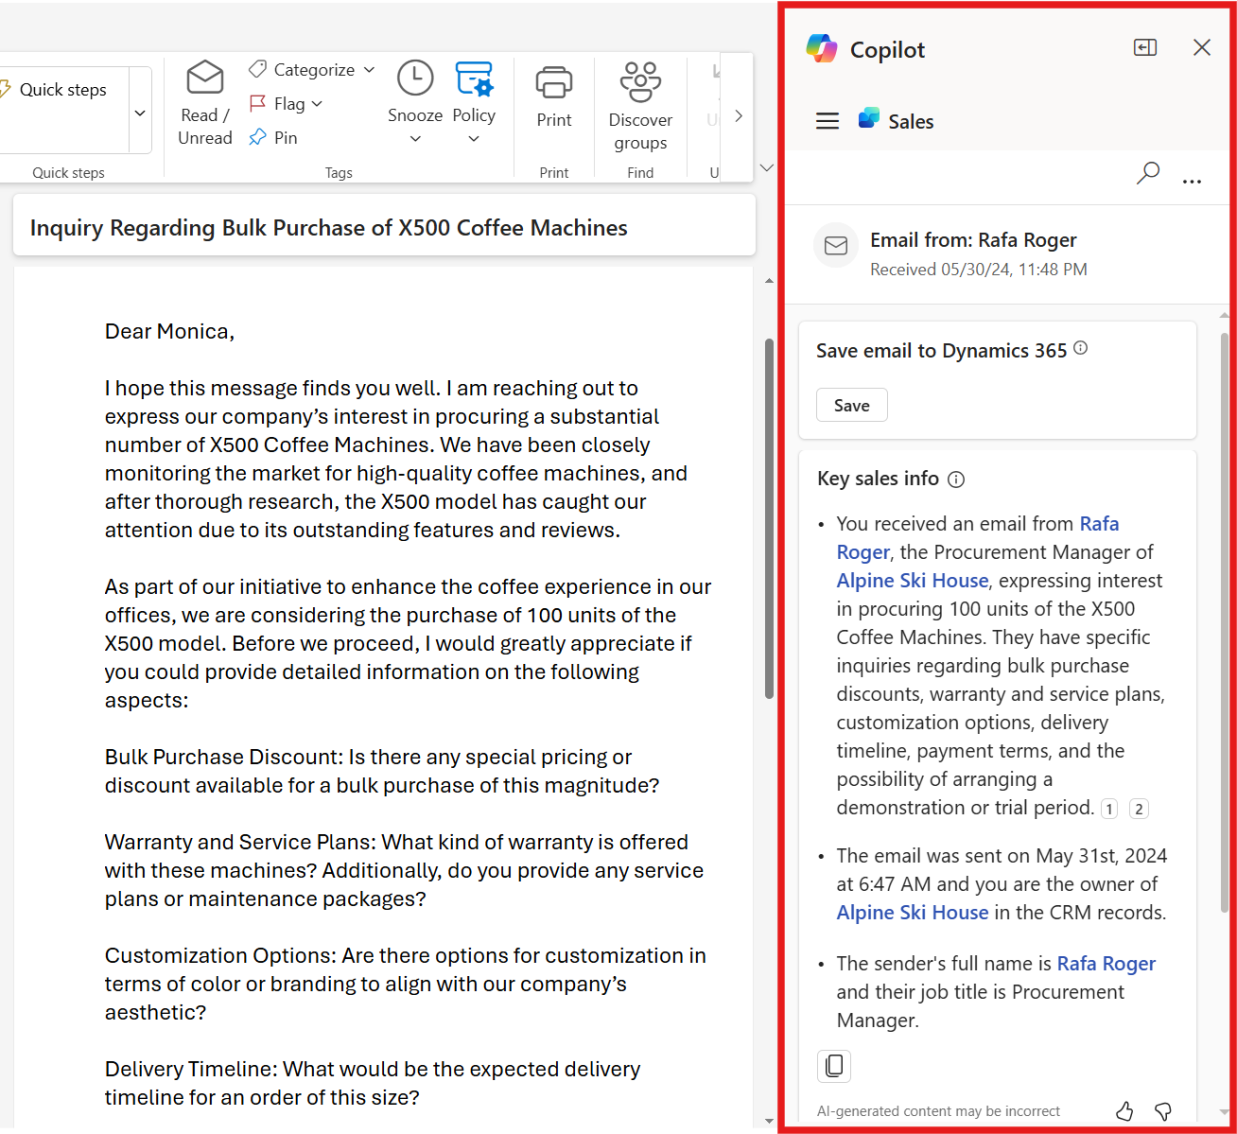 Quick steps
Read /
Unread
Categorize
Flag
Pin
Snooze
Policy
Print
Discover
groups
Quick steps
Tags
Print
Find
Inquiry Regarding Bulk Purchase of X500 Coffee Machines
Dear Monica,
I hope this message finds you well. I am reaching out to
express our company’s interest in procuring a substantial
number of X500 Coffee Machines. We have been closely
monitoring the market for high-quality coffee machines, and
after thorough research, the X500 model has caught our
attention due to its outstanding features and reviews.
As part of our initiative to enhance the coffee experience in our
offices, we are considering the purchase of 100 units of the
X500 model. Before we proceed, I would greatly appreciate if
you could provide detailed information on the following
aspects:
Bulk Purchase Discount: Is there any special pricing or
discount available for a bulk purchase of this magnitude?
Warranty and Service Plans: What kind of warranty is offered
with these machines? Additionally, do you provide any service
plans or maintenance packages?
Customization Options: Are there options for customization in
terms of color or branding to align with our company’s
aesthetic?
Delivery Timeline: What would be the expected delivery
timeline for an order of this size?
Copilot
Sales
Email from: Rafa Roger
Received 05/30/24, 11:48 PM
Save email to Dynamics 365
Save
Key sales info
• You received an email from Rafa
Roger, the Procurement Manager of
Alpine Ski House, expressing interest
in procuring 100 units of the X500
Coffee Machines. They have specific
inquiries regarding bulk purchase
discounts, warranty and service plans,
customization options, delivery
timeline, payment terms, and the
possibility of arranging a
demonstration or trial period. 1 2
• The email was sent on May 31st, 2024
at 6:47 AM and you are the owner of
Alpine Ski House in the CRM records.
• The sender's full name is Rafa Roger
and their job title is Procurement
Manager.
AI-generated content may be incorrect